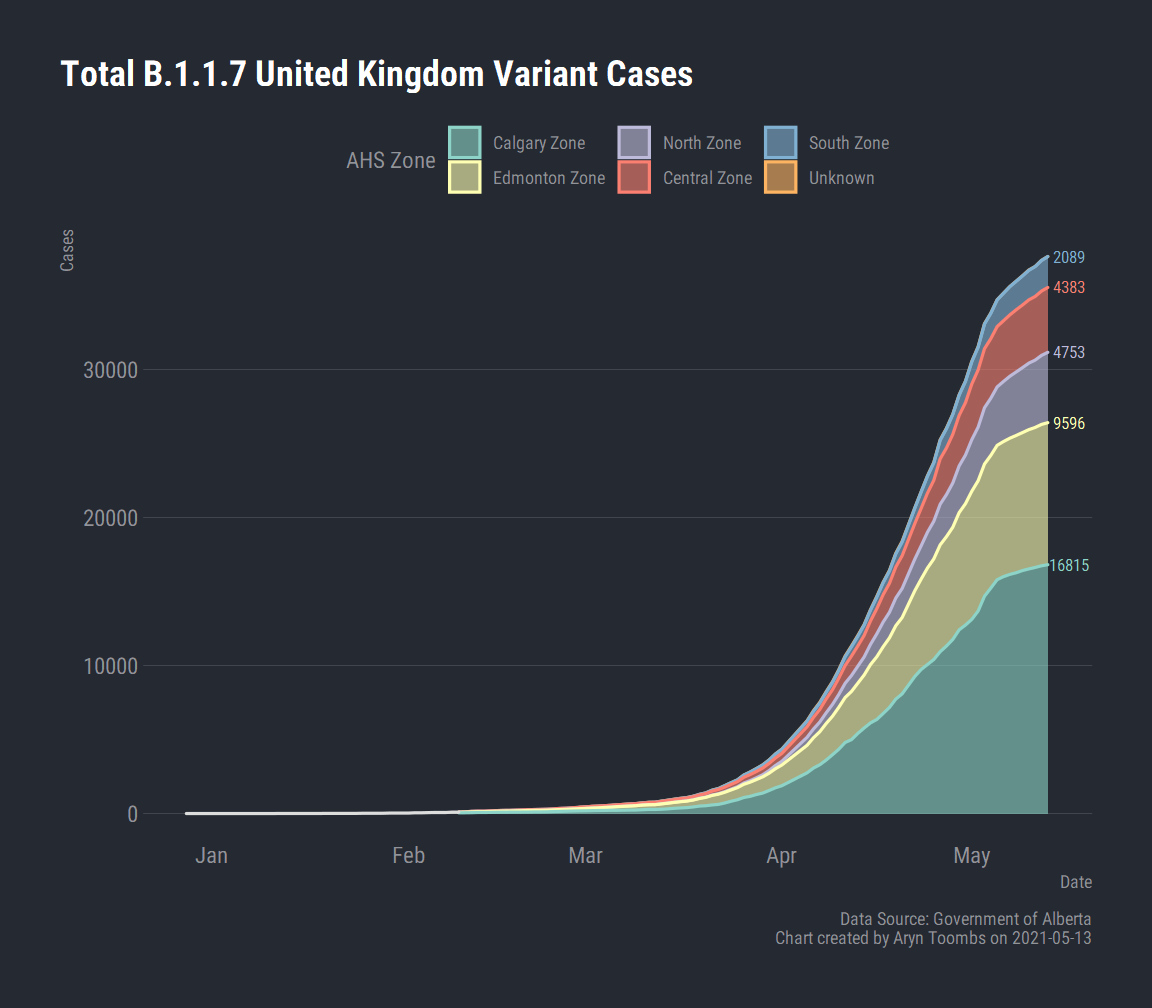 Total B.1.1.7 United Kingdom Variant Cases
AHS Zone
Calgary Zone
North Zone
South Zone
Edmonton Zone
Central Zone
Unknown
Cases
2089
4383
4753
30000
9596
20000
16815
10000
0
Jan
Feb
Mar
Apr
May
Date
Data Source: Government of Alberta
Chart created by Aryn Toombs on 2021-05-13